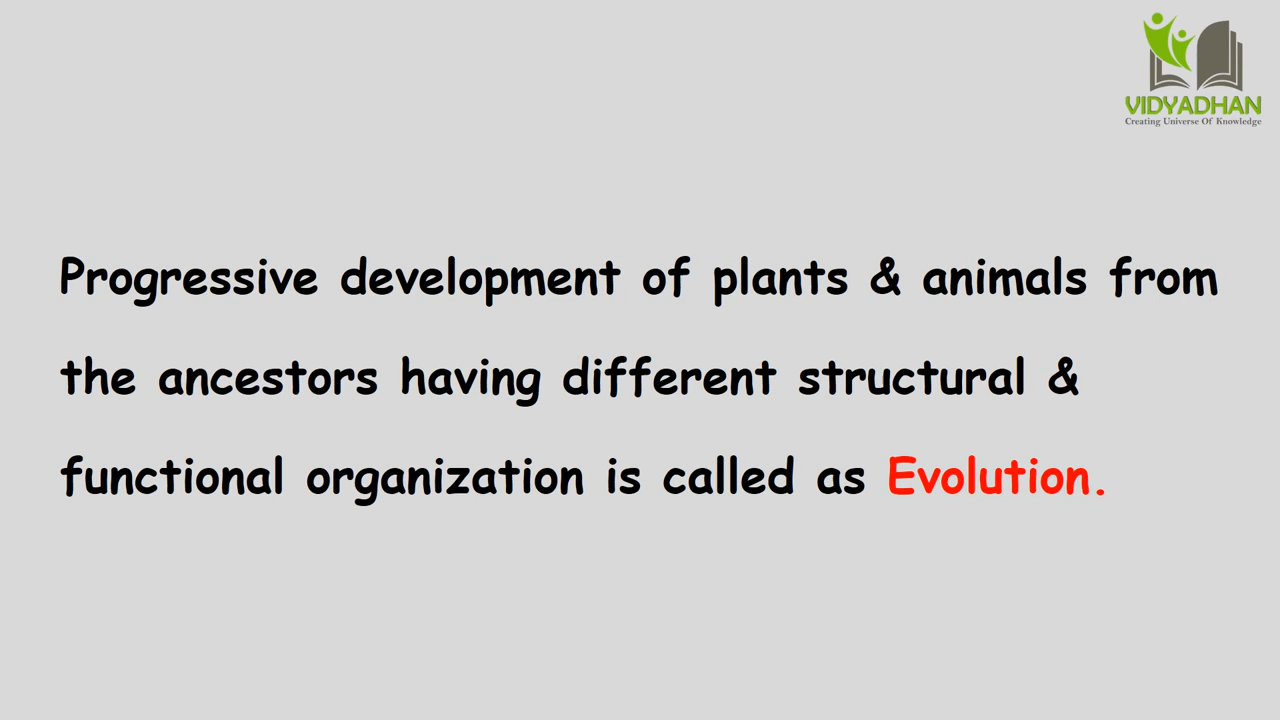 VIDYADHAN
Creating Universe Of Knowledge
Progressive development of plants & animals from
the ancestors having different structural &
functional organization is called as Evolution.